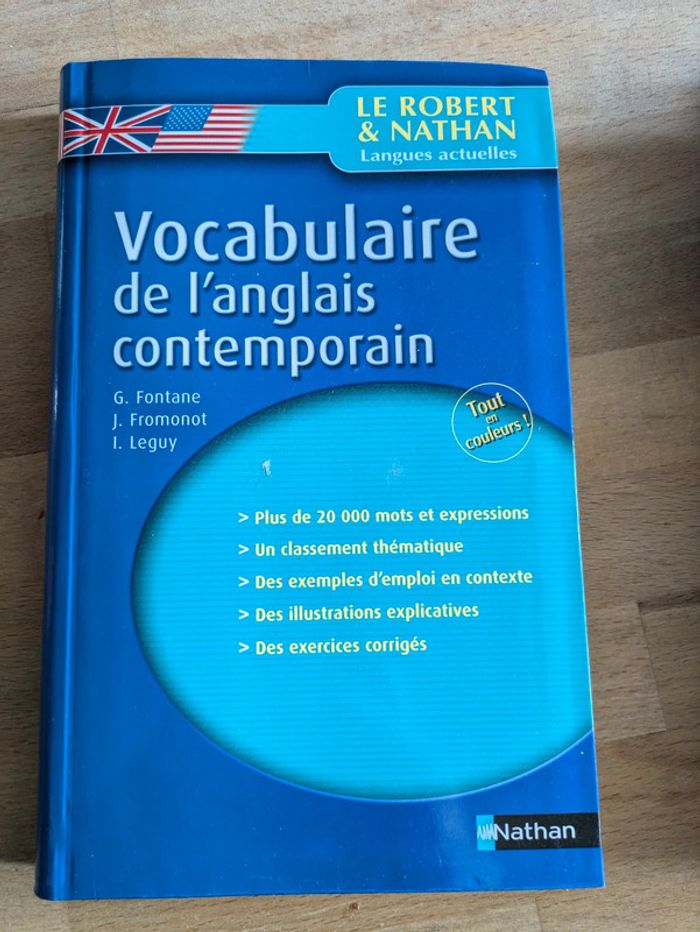 LE ROBERT
& NATHAN
Langues actuelles
Vocabulaire
de l'anglais
contemporain
G. Fontane
J. Fromonot
I. Leguy
Tout
en
couleurs !
> Plus de 20 000 mots et expressions
> Un classement thématique
> Des exemples d'emploi en contexte
> Des illustrations explicatives
> Des exercices corrigés
Nathan